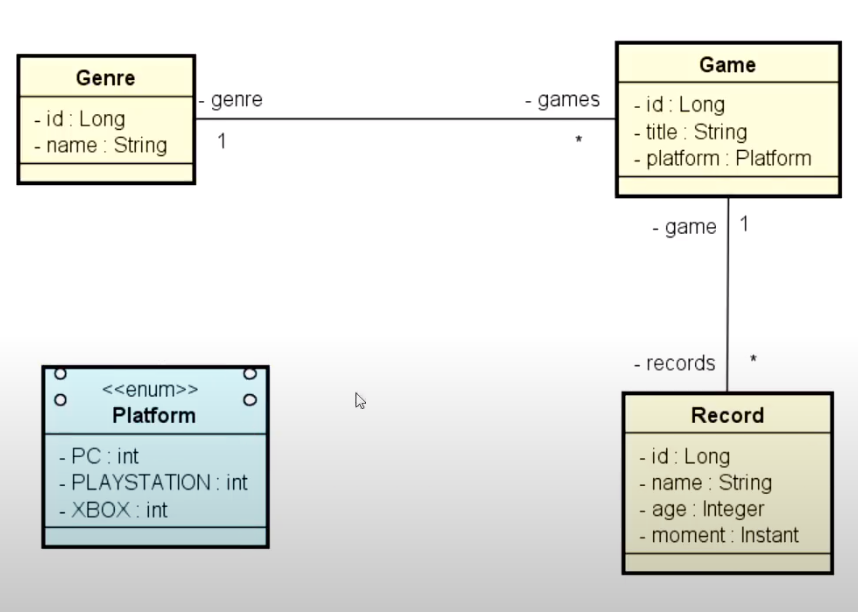 Genre
- id : Long
- name : String
- genre
1
- games
*
Game
- id : Long
- title : String
- platform : Platform
- game
1
- records
*
Record
- id : Long
- name : String
- age : Integer
- moment : Instant
<<enum>>
Platform
- PC : int
- PLAYSTATION : int
- XBOX : int